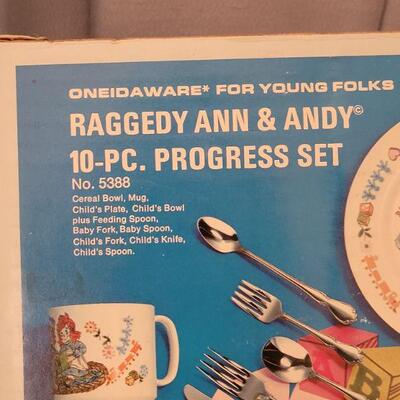 ONEIDAWARE* FOR YOUNG FOLKS
RAGGEDY ANN & ANDY©
10-PC. PROGRESS SET
No. 5388
Cereal Bowl, Mug,
Child's Plate, Child's Bowl
plus Feeding Spoon,
Baby Fork, Baby Spoon,
Child's Fork, Child's Knife,
Child's Spoon.
A
B